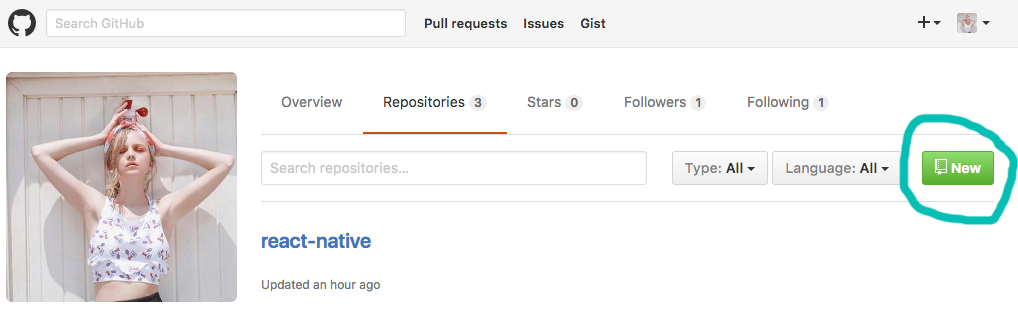 Search GitHub Pull requests Issues Gist
Overview Repositories 3 Stars 0 Followers 1 Following 1
Search repositories... Type: All Language: All New
react-native
Updated an hour ago